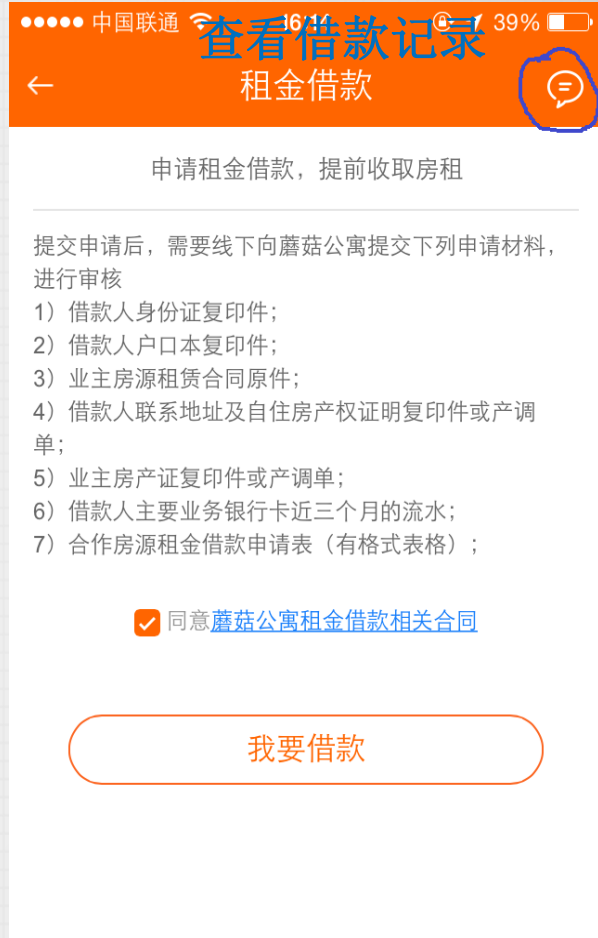 中国联通 39%
查看借款记录
租金借款
申请租金借款，提前收取房租
提交申请后，需要线下向蘑菇公寓提交下列申请材料，
进行审核
1）借款人身份证复印件；
2）借款人户口本复印件；
3）业主房源租赁合同原件；
4）借款人联系地址及自住房产权证明复印件或产调
单；
5）业主房产证复印件或产调单；
6）借款人主要业务银行卡近三个月的流水；
7）合作房源租金借款申请表（有格式表格）；
同意蘑菇公寓租金借款相关合同
我要借款